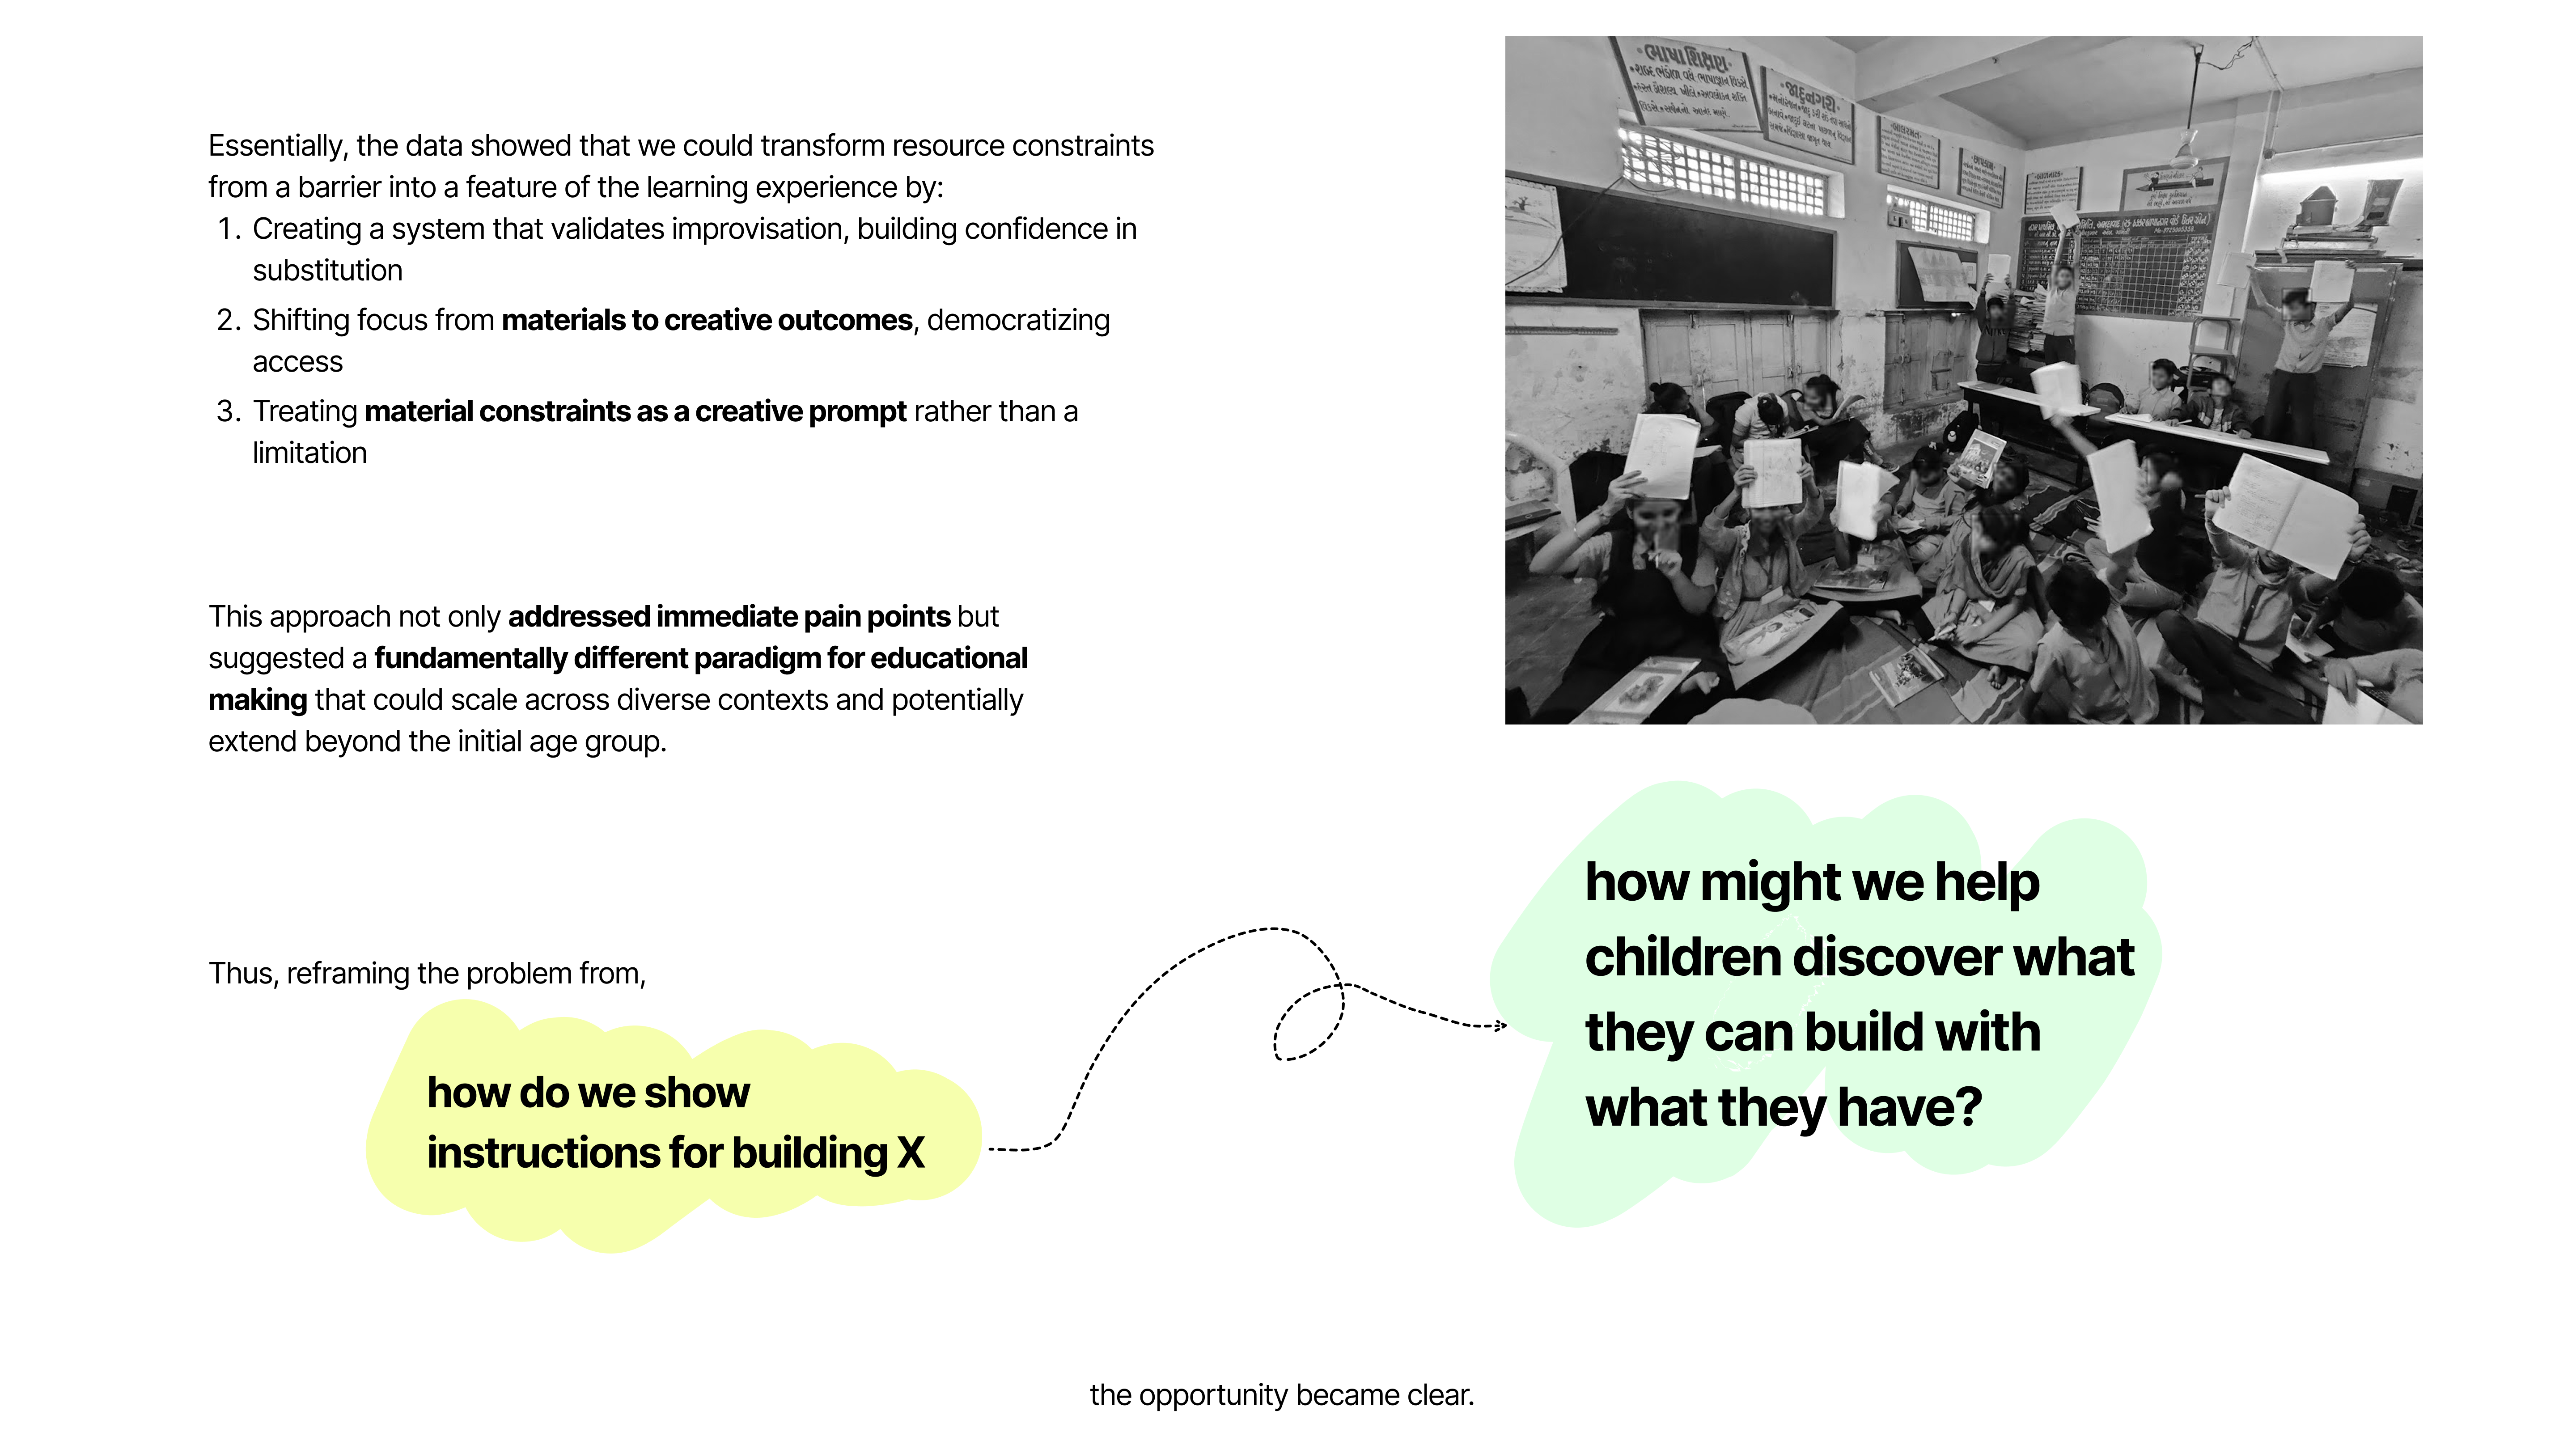 Essentially, the data showed that we could transform resource constraints
from a barrier into a feature of the learning experience by:
1. Creating a system that validates improvisation, building confidence in
substitution
2. Shifting focus from materials to creative outcomes, democratizing
access
3. Treating material constraints as a creative prompt rather than a
limitation
This approach not only addressed immediate pain points but
suggested a fundamentally different paradigm for educational
making that could scale across diverse contexts and potentially
extend beyond the initial age group.
•ભાષાશિક્ષણ•
•જાદુનગરી•
Thus, reframing the problem from,
how do we show
instructions for building X
how might we help
children discover what
they can build with
what they have?
the opportunity became clear.